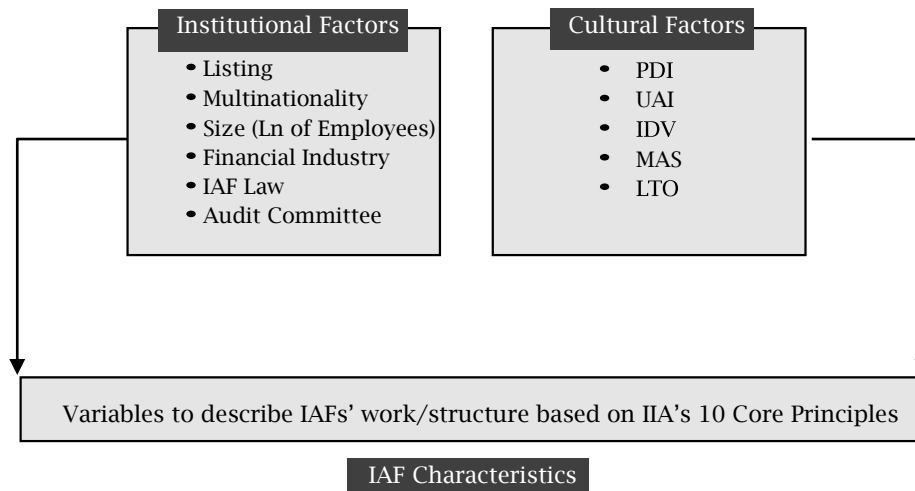 Institutional Factors
• Listing
• Multinationality
• Size (Ln of Employees)
• Financial Industry
• IAF Law
• Audit Committee
Cultural Factors
• PDI
• UAI
• IDV
• MAS
• LTO
Variables to describe IAFs’ work/structure based on IIA’s 10 Core Principles
IAF Characteristics